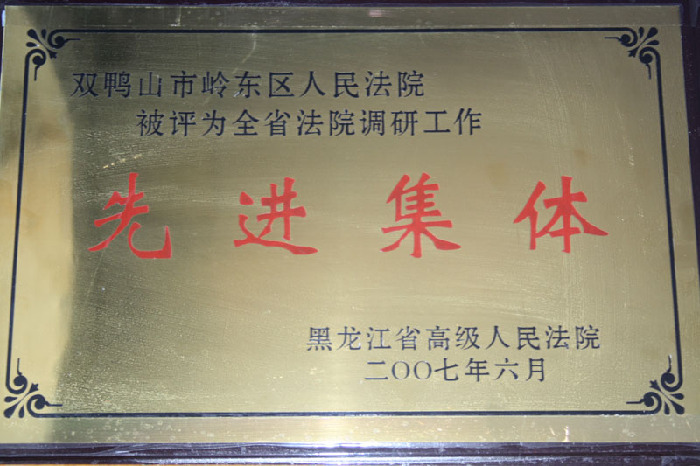 双鸭山市岭东区人民法院
被评为全省法院调研工作
先进集体
黑龙江省高级人民法院
二〇〇七年六月